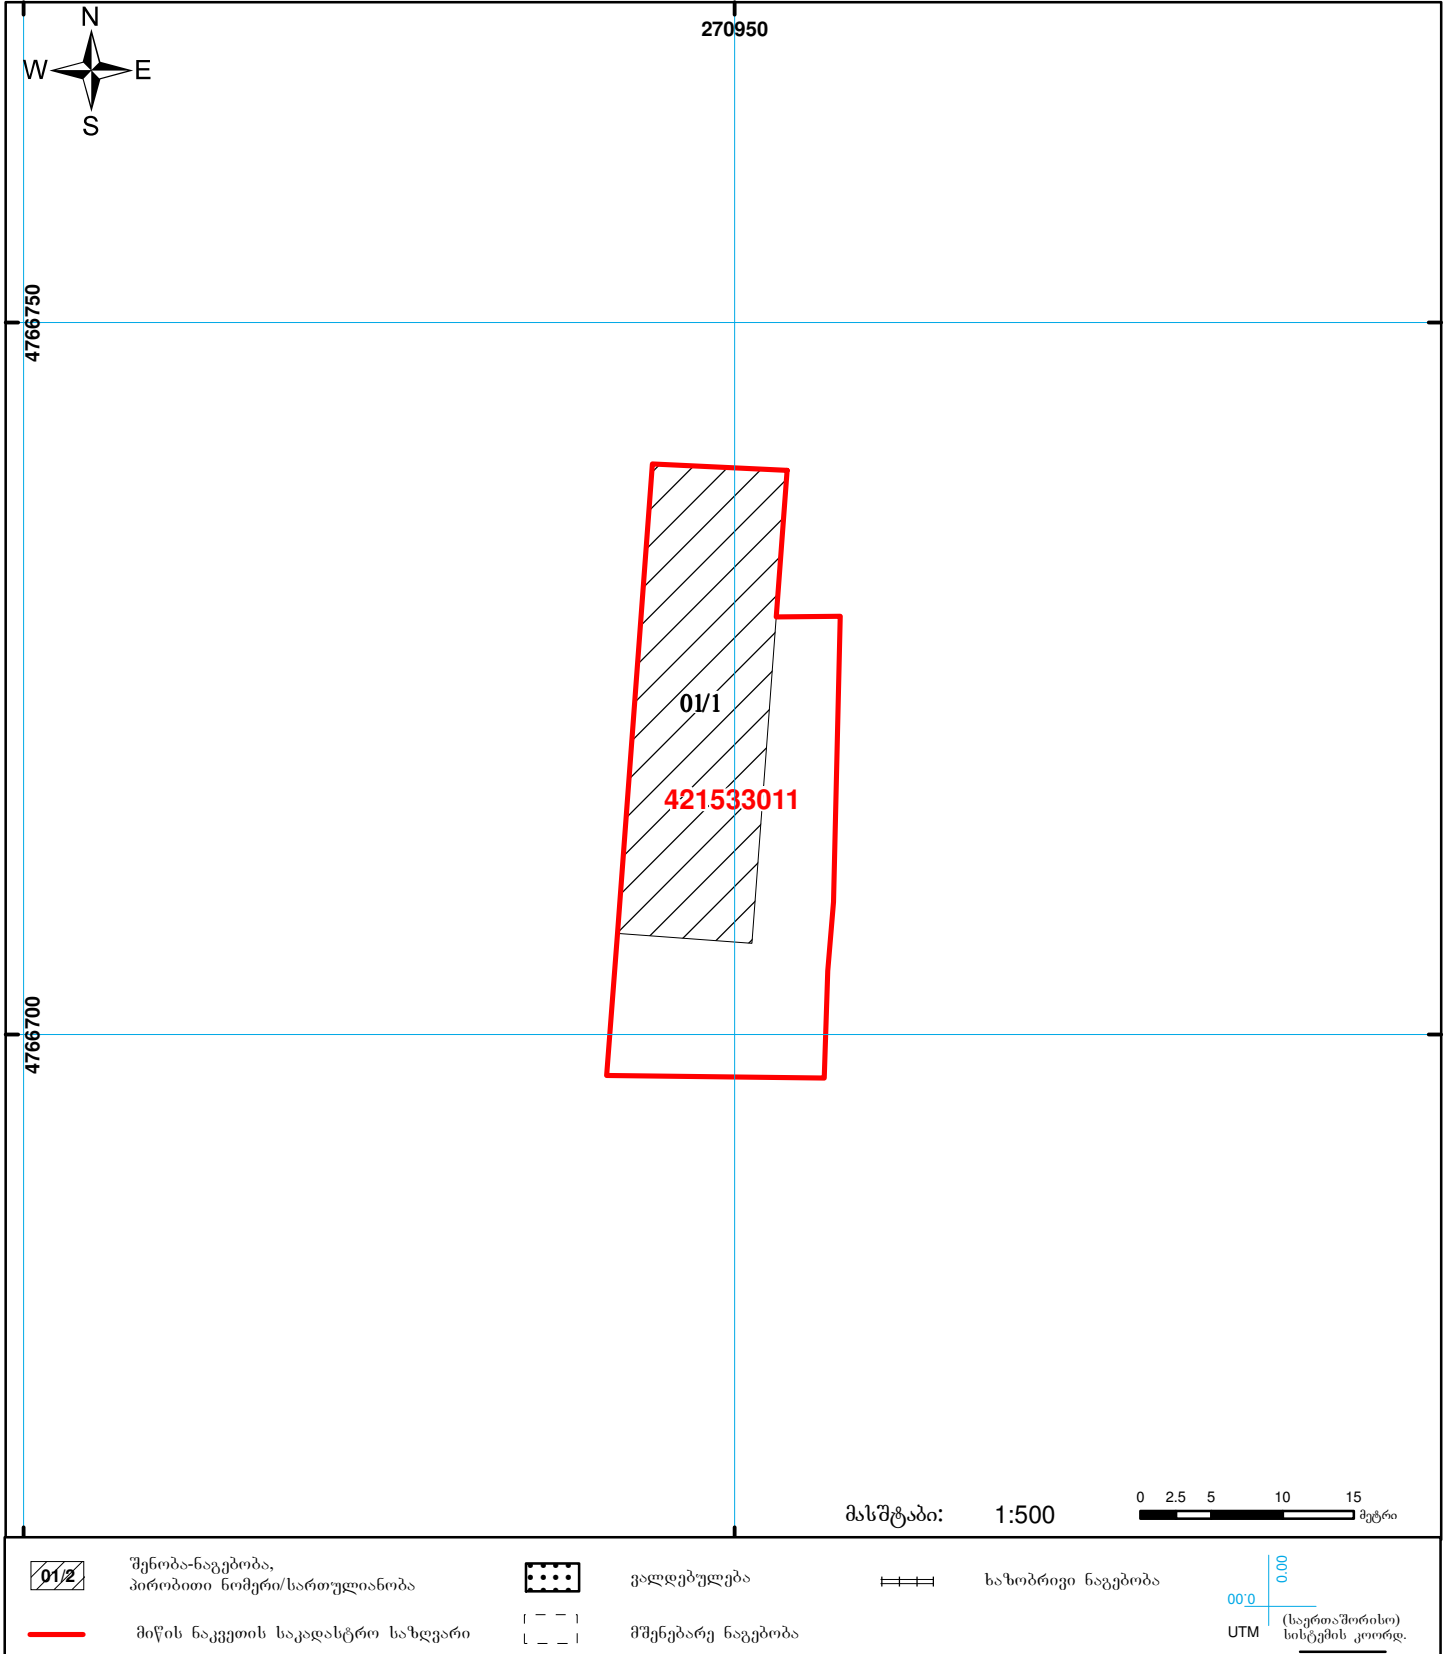 N
270950
W E
S
4766750
01/1
421533011
4766700
მასშტაბი: 1:500
0 2.5 5 10 15
მეტრი
01/2
შენობა-ნაგებობა,
პირობითი ნომერი/სართულიანობა
ვალდებულება
ხაზობრივი ნაგებობა
0.00
00.0
მიწის ნაკვეთის საკადასტრო საზღვარი
მშენებარე ნაგებობა
UTM
(საერთაშორისო)
სისტემის კოორდ.